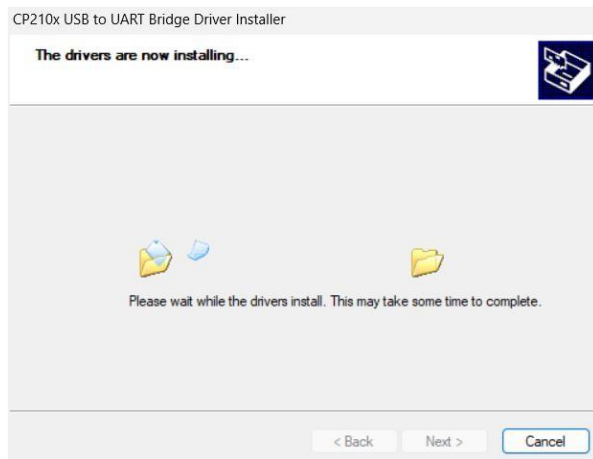 CP210x USB to UART Bridge Driver Installer
The drivers are now installing...
Please wait while the drivers install. This may take some time to complete.
< Back Next > Cancel